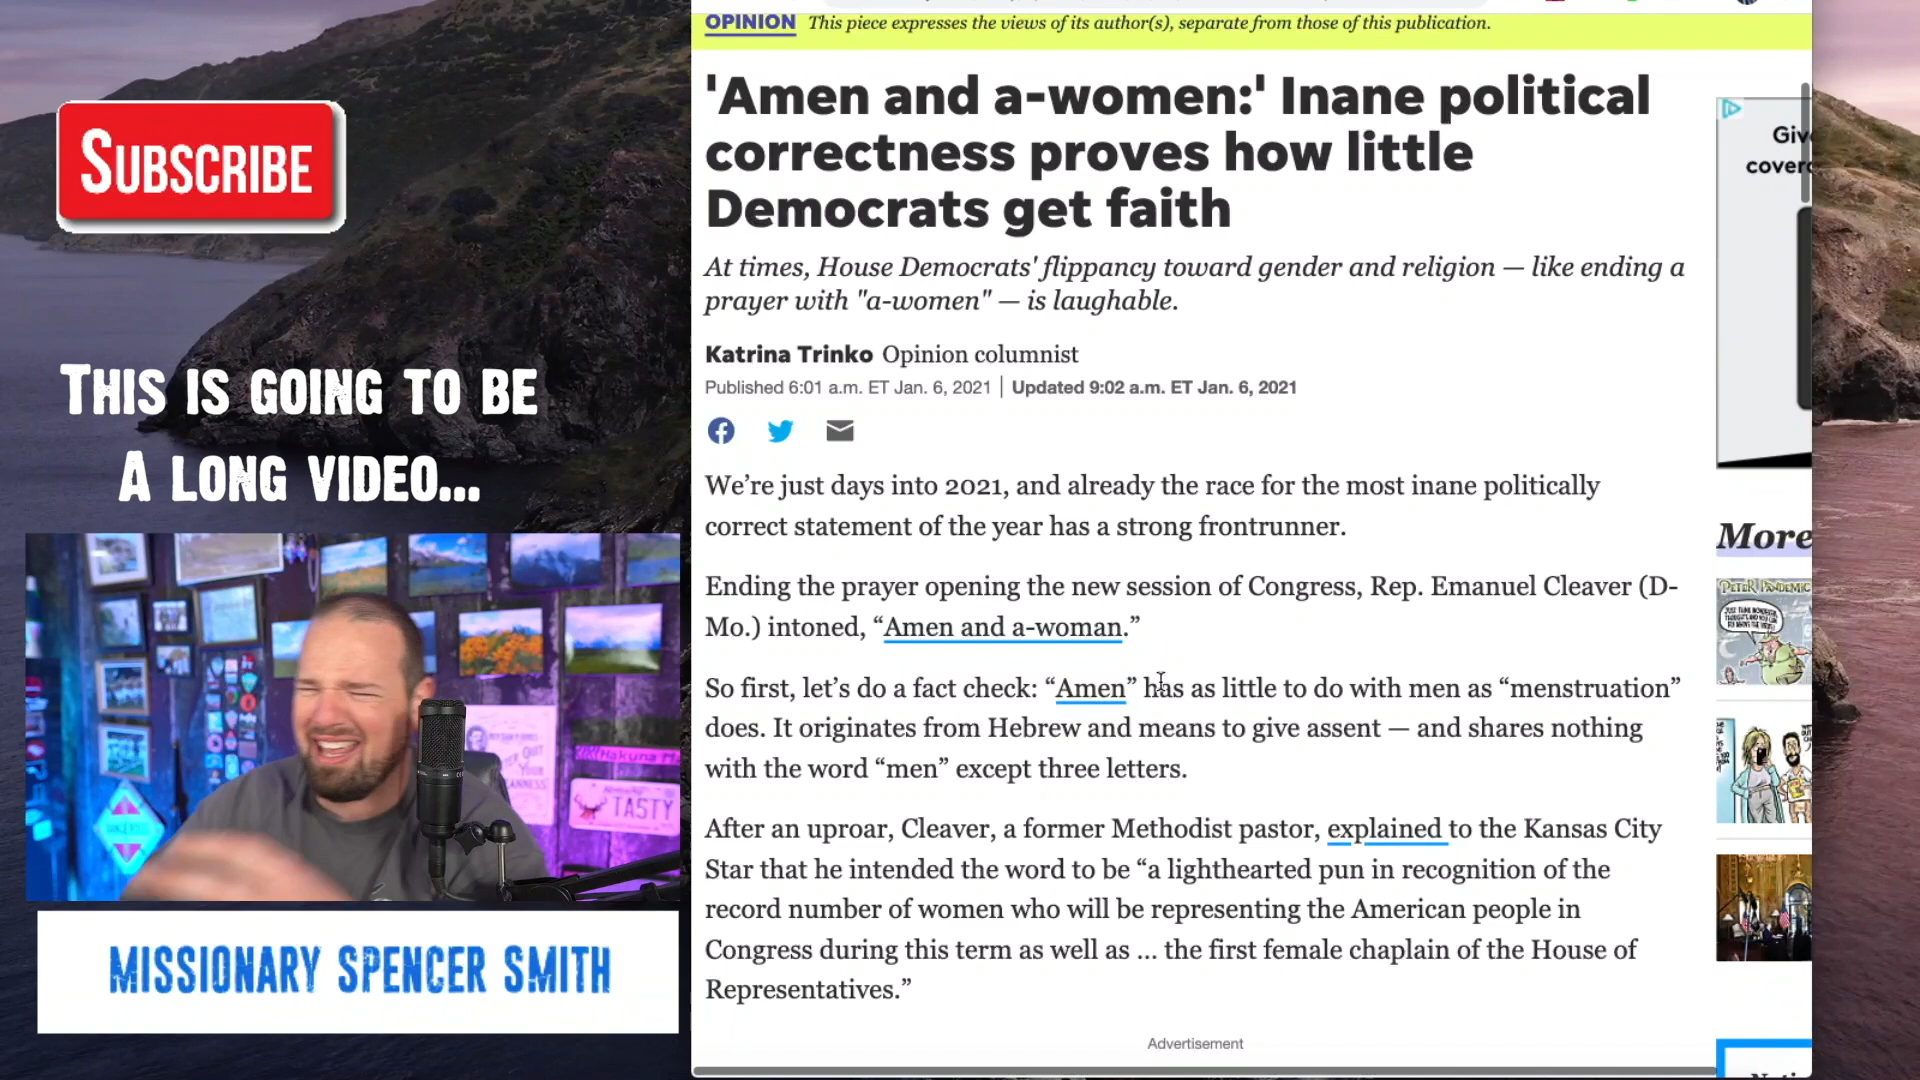 SUBSCRIBE
THIS IS GOING TO BE
A LONG VIDEO...
TASTY
MISSIONARY SPENCER SMITH
OPINION This piece expresses the views of its author(s), separate from those of this publication.
'Amen and a-women:' Inane political
correctness proves how little
Democrats get faith
At times, House Democrats' flippancy toward gender and religion — like ending a
prayer with "a-women" — is laughable.
Katrina Trinko Opinion columnist
Published 6:01 a.m. ET Jan. 6, 2021 | Updated 9:02 a.m. ET Jan. 6, 2021
We’re just days into 2021, and already the race for the most inane politically
correct statement of the year has a strong frontrunner.
Ending the prayer opening the new session of Congress, Rep. Emanuel Cleaver (D-
Mo.) intoned, “Amen and a-woman.”
So first, let’s do a fact check: “Amen” has as little to do with men as “menstruation”
does. It originates from Hebrew and means to give assent — and shares nothing
with the word “men” except three letters.
After an uproar, Cleaver, a former Methodist pastor, explained to the Kansas City
Star that he intended the word to be “a lighthearted pun in recognition of the
record number of women who will be representing the American people in
Congress during this term as well as ... the first female chaplain of the House of
Representatives.”
Advertisement
Giv
cover
More
PETER PANDEMIC